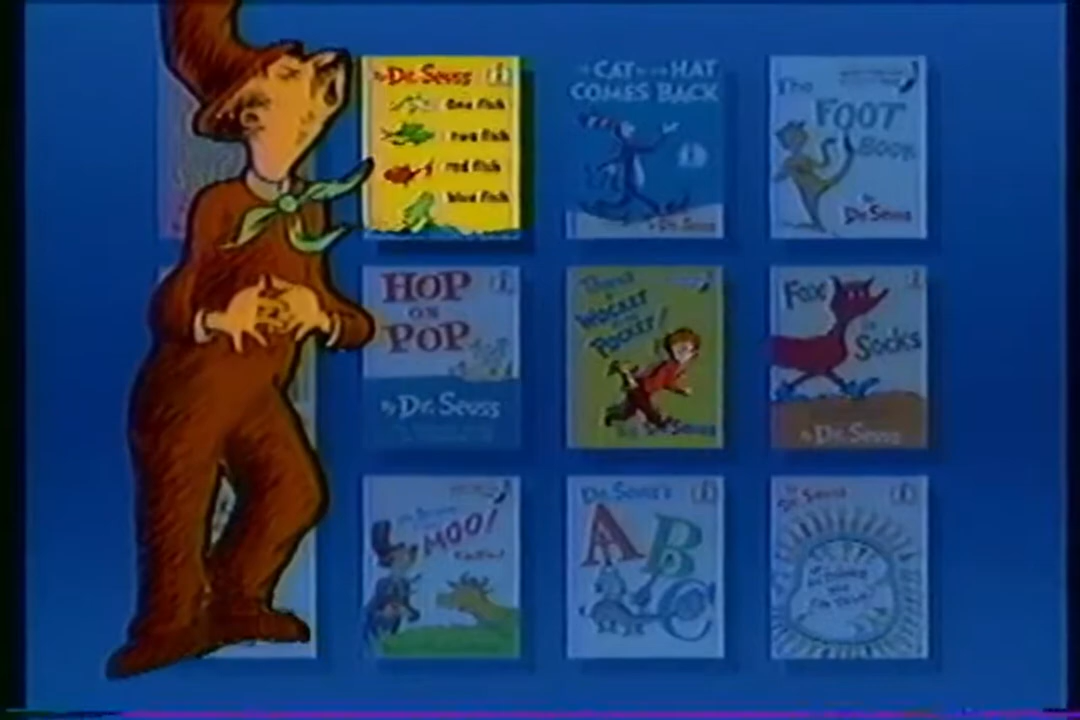 By Dr. Seuss
One fish
two fish
red fish
blue fish
The CAT IN THE HAT
COMES BACK
By Dr. Seuss
The
FOOT
BOOK
By
Dr. Seuss
HOP
ON
POP
By Dr. Seuss
There's
a
WOCKET
in my
POCKET!
By Dr. Seuss
Fox
in
Socks
By Dr. Seuss
MOO!
Dr. Seuss's
ABC
Dr. Seuss